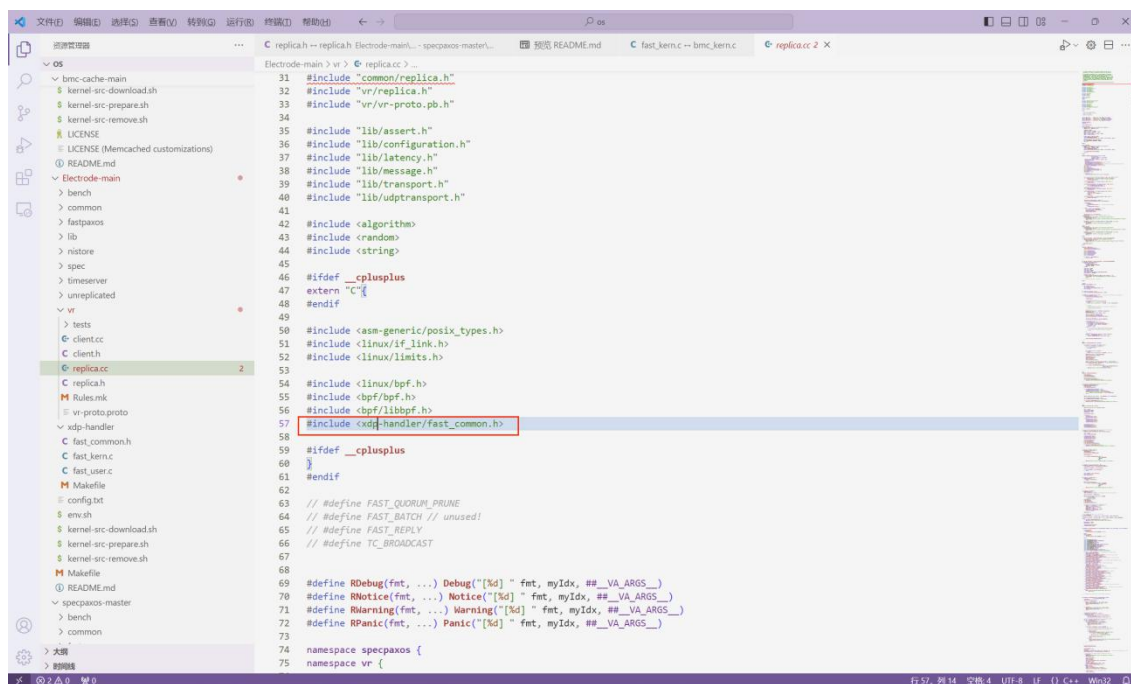 文件(F) 编辑(E) 选择(S) 查看(V) 转到(G) 运行(R) 终端(T) 帮助(H) os
资源管理器
C replica.h ↔ replica.h Electrode-main\... - specpaxos-master\... 预览 README.md C fast_kern.c ↔ bmc_kern.c replica.cc 2
OS
Electrode-main > vr > replica.cc > ...
bmc-cache-main
$ kernel-src-download.sh
$ kernel-src-prepare.sh
$ kernel-src-remove.sh
LICENSE
LICENSE (Memcached customizations)
README.md
Electrode-main
bench
common
fastpaxos
lib
nistore
spec
timeserver
unreplicated
vr
tests
client.cc
C client.h
replica.cc 2
C replica.h
M Rules.mk
vr-proto.proto
xdp-handler
C fast_common.h
C fast_kern.c
C fast_user.c
M Makefile
config.txt
$ env.sh
$ kernel-src-download.sh
$ kernel-src-prepare.sh
$ kernel-src-remove.sh
M Makefile
README.md
specpaxos-master
bench
common
大纲
时间线
31 #include "common/replica.h"
32 #include "vr/replica.h"
33 #include "vr/vr-proto.pb.h"
34
35 #include "lib/assert.h"
36 #include "lib/configuration.h"
37 #include "lib/latency.h"
38 #include "lib/message.h"
39 #include "lib/transport.h"
40 #include "lib/udptransport.h"
41
42 #include <algorithm>
43 #include <random>
44 #include <string>
45
46 #ifdef __cplusplus
47 extern "C"{
48 #endif
49
50 #include <asm-generic/posix_types.h>
51 #include <linux/if_link.h>
52 #include <linux/limits.h>
53
54 #include <linux/bpf.h>
55 #include <bpf/bpf.h>
56 #include <bpf/libbpf.h>
57 #include <xdp-handler/fast_common.h>
58
59 #ifdef __cplusplus
60 }
61 #endif
62
63 // #define FAST_QUORUM_PRUNE
64 // #define FAST_BATCH // unused!
65 // #define FAST_REPLY
66 // #define TC_BROADCAST
67
68
69 #define RDebug(fmt, ...) Debug("[%d] " fmt, myIdx, ##__VA_ARGS__)
70 #define RNotice(fmt, ...) Notice("[%d] " fmt, myIdx, ##__VA_ARGS__)
71 #define RWarning(fmt, ...) Warning("[%d] " fmt, myIdx, ##__VA_ARGS__)
72 #define RPanic(fmt, ...) Panic("[%d] " fmt, myIdx, ##__VA_ARGS__)
73
74 namespace specpaxos {
75 namespace vr {
2 0 0 行 57, 列 14 空格: 4 UTF-8 LF {} C++ Win32